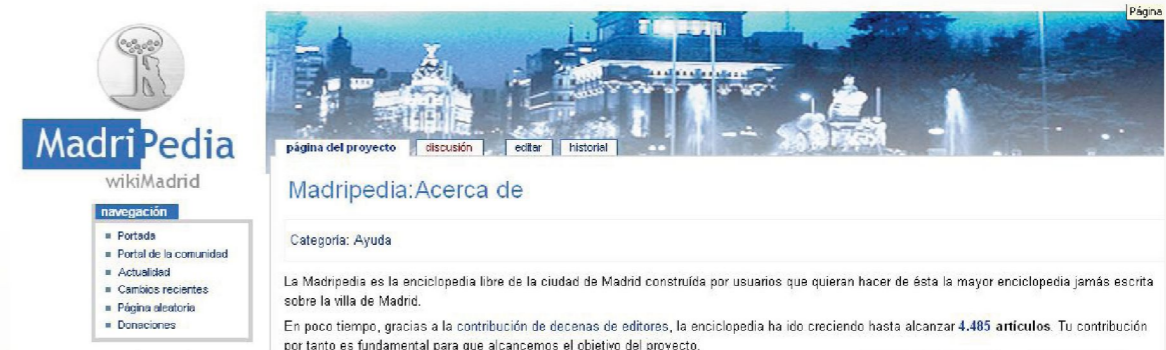 Página
MadriPedia
wikiMadrid
navegación
Portada
Portal de la comunidad
Actualidad
Cambios recientes
Página aleatoria
Donaciones
página del proyecto discusión editar historial
Madripedia:Acerca de
Categoría: Ayuda
La Madripedia es la enciclopedia libre de la ciudad de Madrid construída por usuarios que quieran hacer de ésta la mayor enciclopedia jamás escrita
sobre la villa de Madrid.
En poco tiempo, gracias a la contribución de decenas de editores, la enciclopedia ha ido creciendo hasta alcanzar 4.485 artículos. Tu contribución
por tanto es fundamental para que alcancemos el objetivo del proyecto.